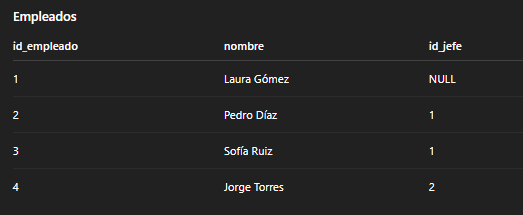 Empleados
id_empleado nombre id_jefe
1 Laura Gómez NULL
2 Pedro Díaz 1
3 Sofía Ruiz 1
4 Jorge Torres 2